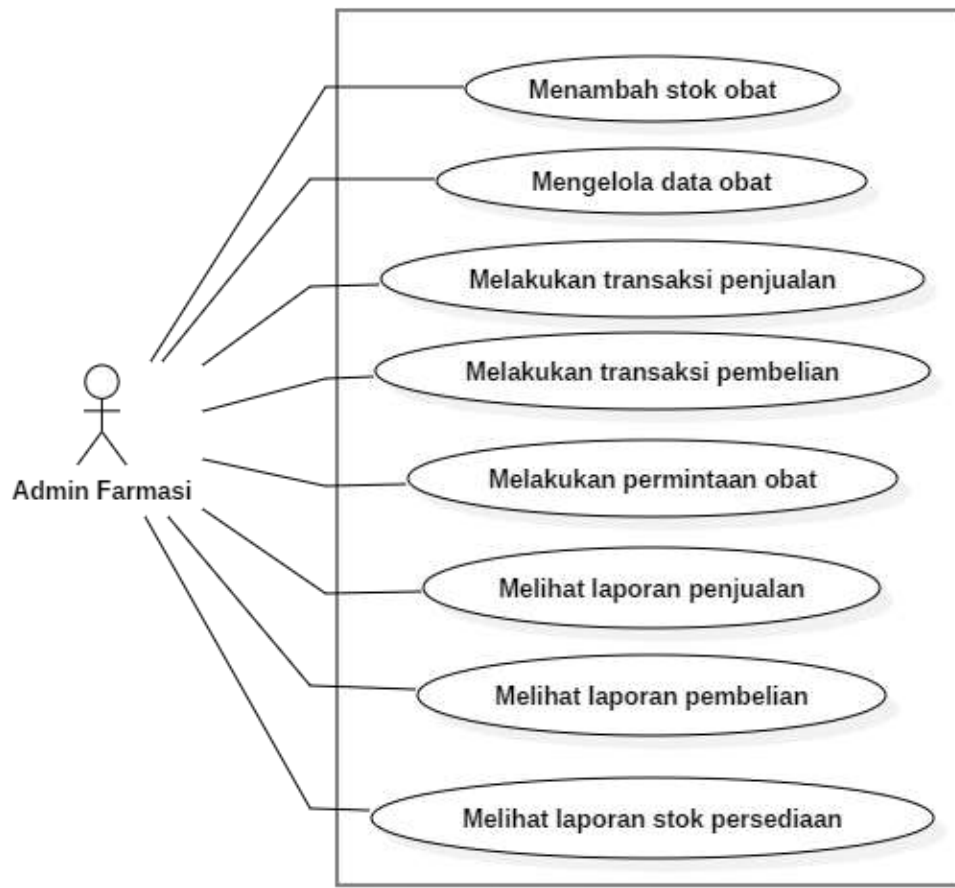 Menambah stok obat
Mengelola data obat
Melakukan transaksi penjualan
Melakukan transaksi pembelian
Admin Farmasi
Melakukan permintaan obat
Melihat laporan penjualan
Melihat laporan pembelian
Melihat laporan stok persediaan